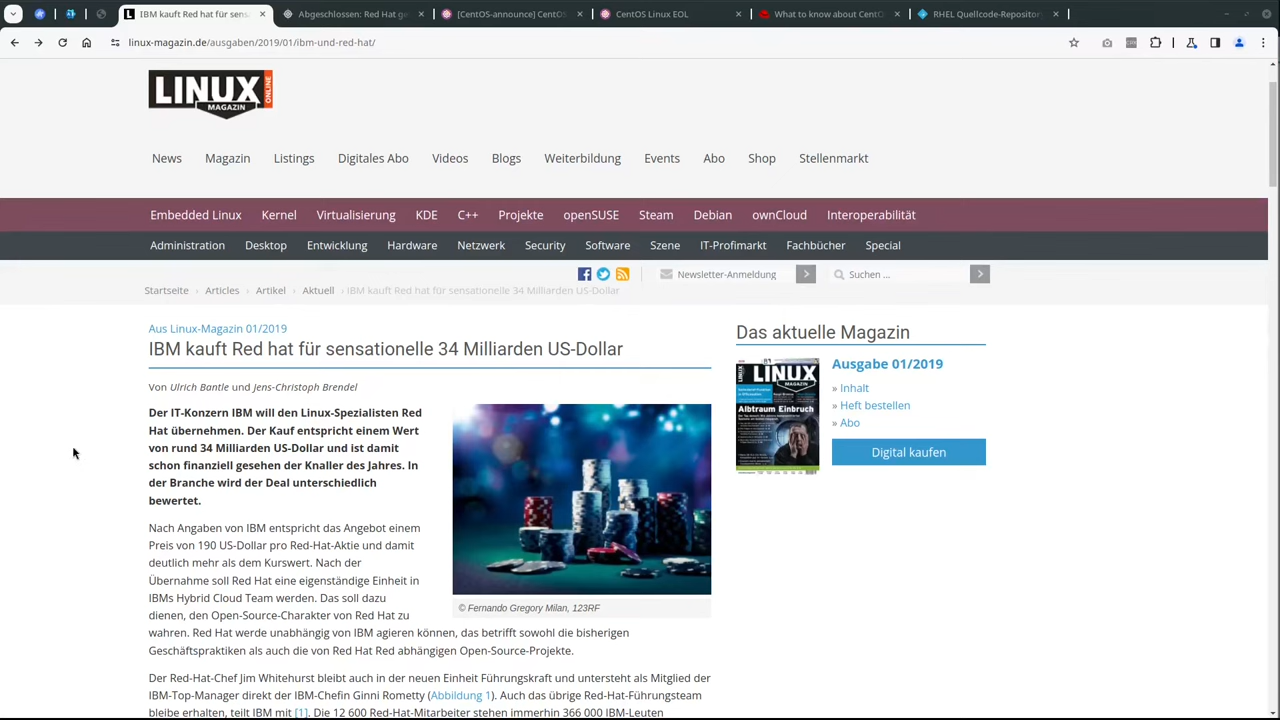 IBM kauft Red hat für sens
Abgeschlossen: Red Hat ge
[CentOS-announce] CentOS
CentOS Linux EOL
What to know about CentO
RHEL Quellcode-Repository
linux-magazin.de/ausgaben/2019/01/ibm-und-red-hat/
LINUX
MAGAZIN
ONLINE
News Magazin Listings Digitales Abo Videos Blogs Weiterbildung Events Abo Shop Stellenmarkt
Embedded Linux Kernel Virtualisierung KDE C++ Projekte openSUSE Steam Debian ownCloud Interoperabilität
Administration Desktop Entwicklung Hardware Netzwerk Security Software Szene IT-Profimarkt Fachbücher Special
Newsletter-Anmeldung > Suchen ... >
Startseite › Articles › Artikel › Aktuell › IBM kauft Red hat für sensationelle 34 Milliarden US-Dollar
Aus Linux-Magazin 01/2019
IBM kauft Red hat für sensationelle 34 Milliarden US-Dollar
Von Ulrich Bantle und Jens-Christoph Brendel
Der IT-Konzern IBM will den Linux-Spezialisten Red
Hat übernehmen. Der Kauf entspricht einem Wert
von rund 34 Milliarden US-Dollar und ist damit
schon finanziell gesehen der Knaller des Jahres. In
der Branche wird der Deal unterschiedlich
bewertet.
© Fernando Gregory Milan, 123RF
Nach Angaben von IBM entspricht das Angebot einem
Preis von 190 US-Dollar pro Red-Hat-Aktie und damit
deutlich mehr als dem Kurswert. Nach der
Übernahme soll Red Hat eine eigenständige Einheit in
IBMs Hybrid Cloud Team werden. Das soll dazu
dienen, den Open-Source-Charakter von Red Hat zu
wahren. Red Hat werde unabhängig von IBM agieren können, das betrifft sowohl die bisherigen
Geschäftspraktiken als auch die von Red Hat Red abhängigen Open-Source-Projekte.
Der Red-Hat-Chef Jim Whitehurst bleibt auch in der neuen Einheit Führungskraft und untersteht als Mitglied der
IBM-Top-Manager direkt der IBM-Chefin Ginni Rometty (Abbildung 1). Auch das übrige Red-Hat-Führungsteam
bleibe erhalten, teilt IBM mit [1]. Die 12 600 Red-Hat-Mitarbeiter stehen immerhin 366 000 IBM-Leuten
Das aktuelle Magazin
LINUX
MAGAZIN
Albtraum Einbruch
Ausgabe 01/2019
» Inhalt
» Heft bestellen
» Abo
Digital kaufen